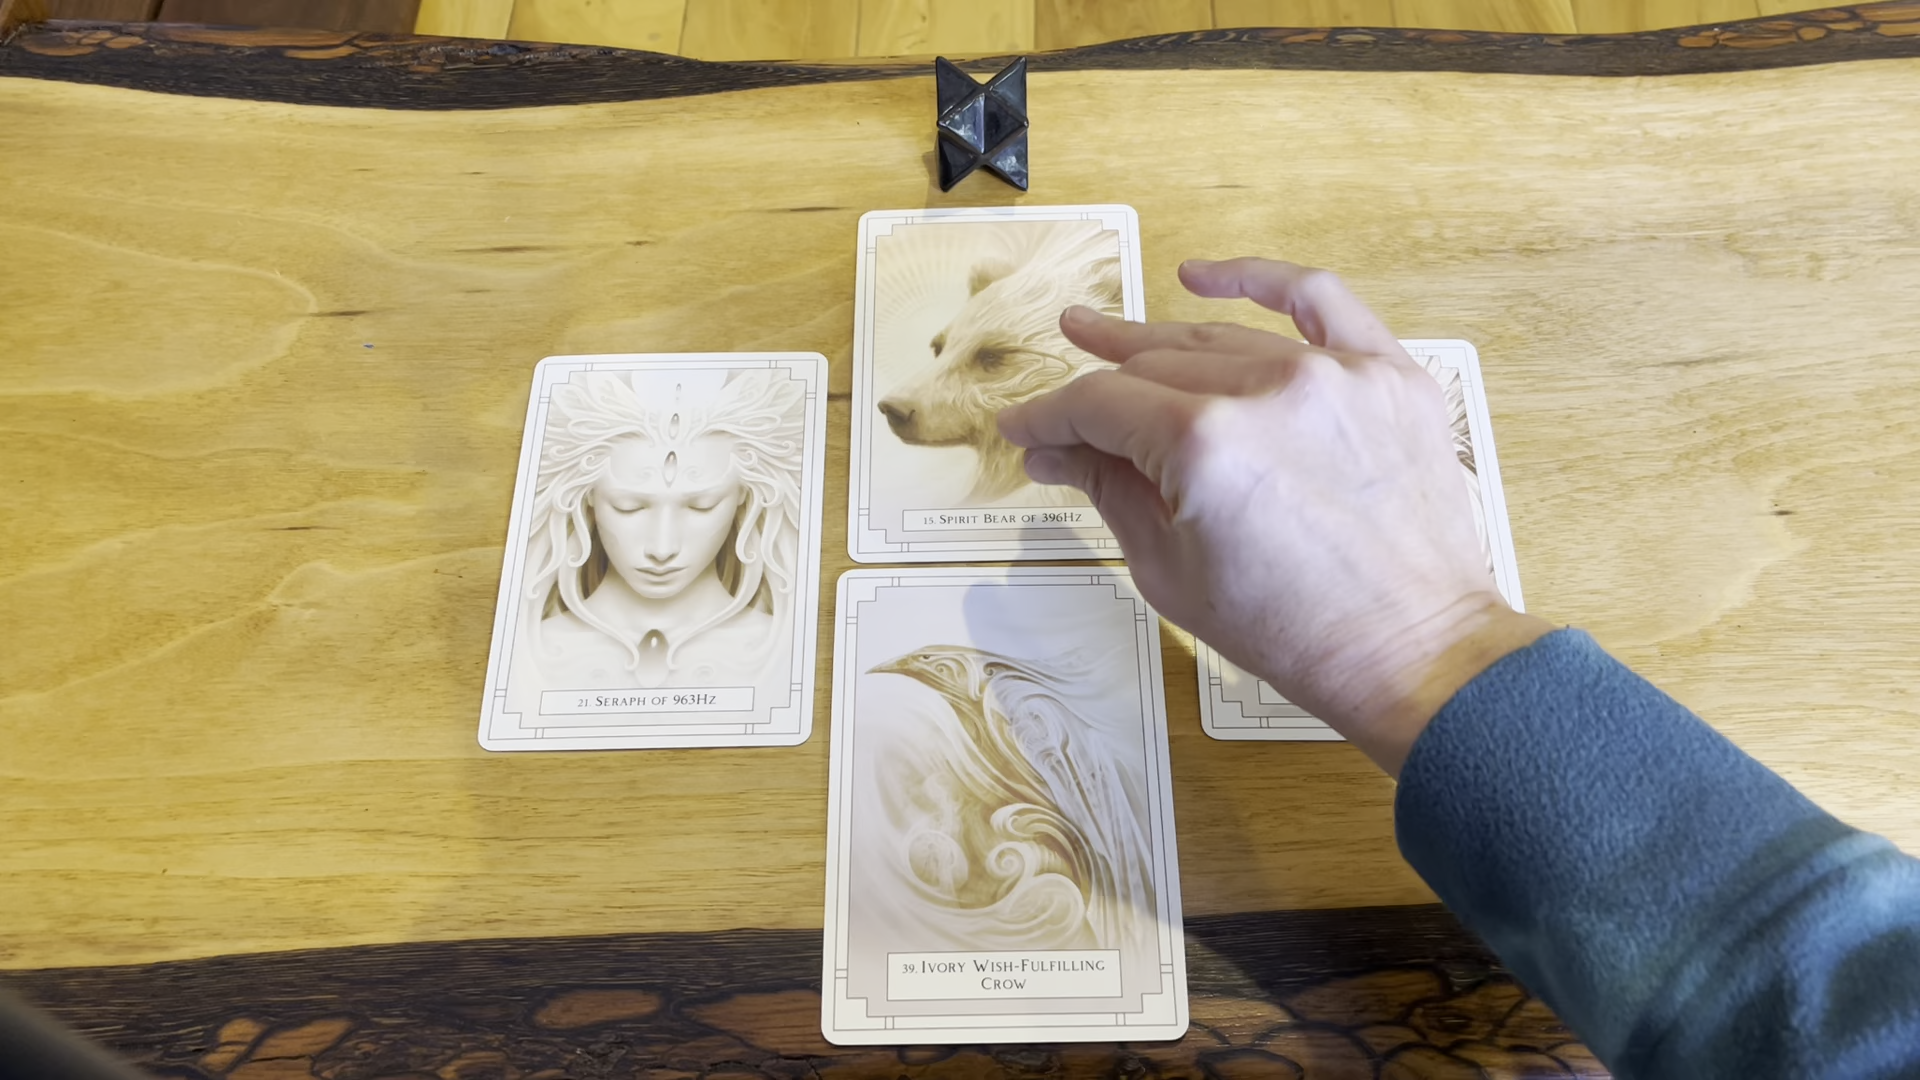 15. Spirit Bear of 396Hz
21. Seraph of 963Hz
39. Ivory Wish-Fulfilling
Crow